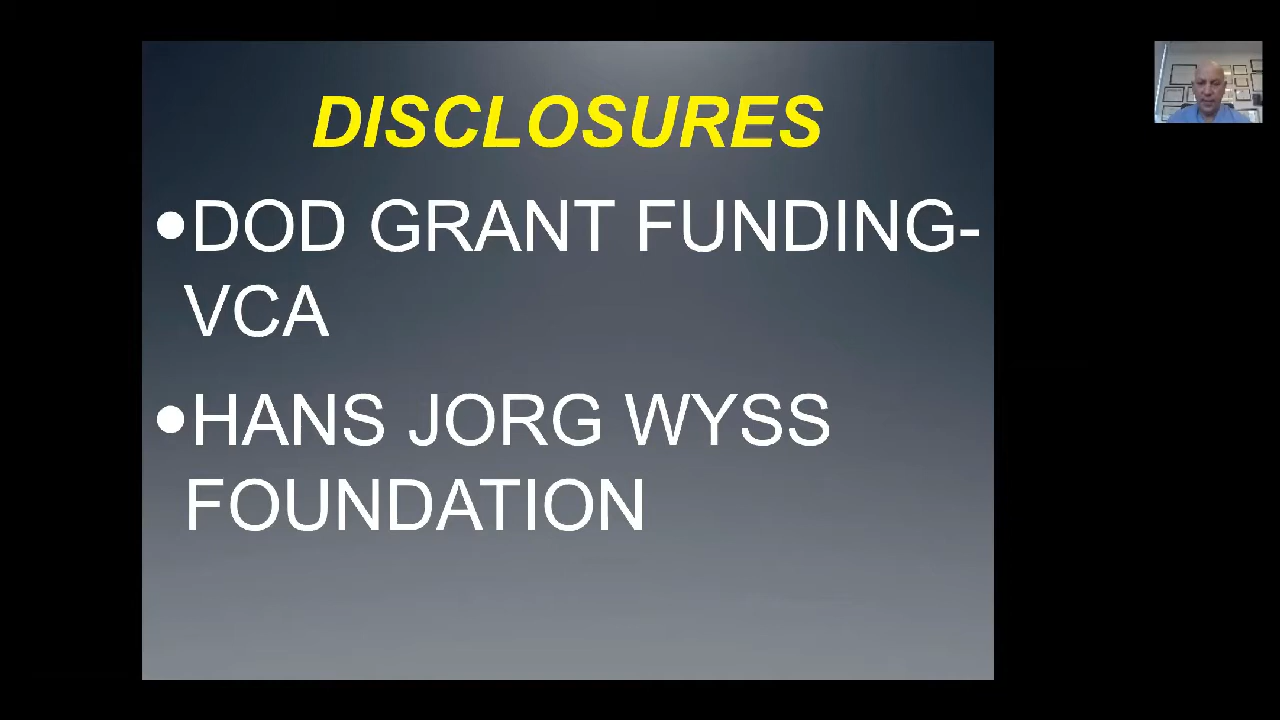 DISCLOSURES
•DOD GRANT FUNDING-
VCA
•HANS JORG WYSS
FOUNDATION